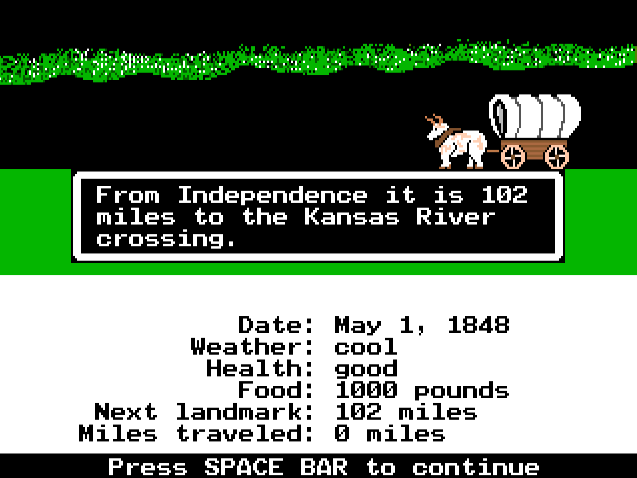 From Independence it is 102
miles to the Kansas River
crossing.
Date: May 1, 1848
Weather: cool
Health: good
Food: 1000 pounds
Next landmark: 102 miles
Miles traveled: 0 miles
Press SPACE BAR to continue